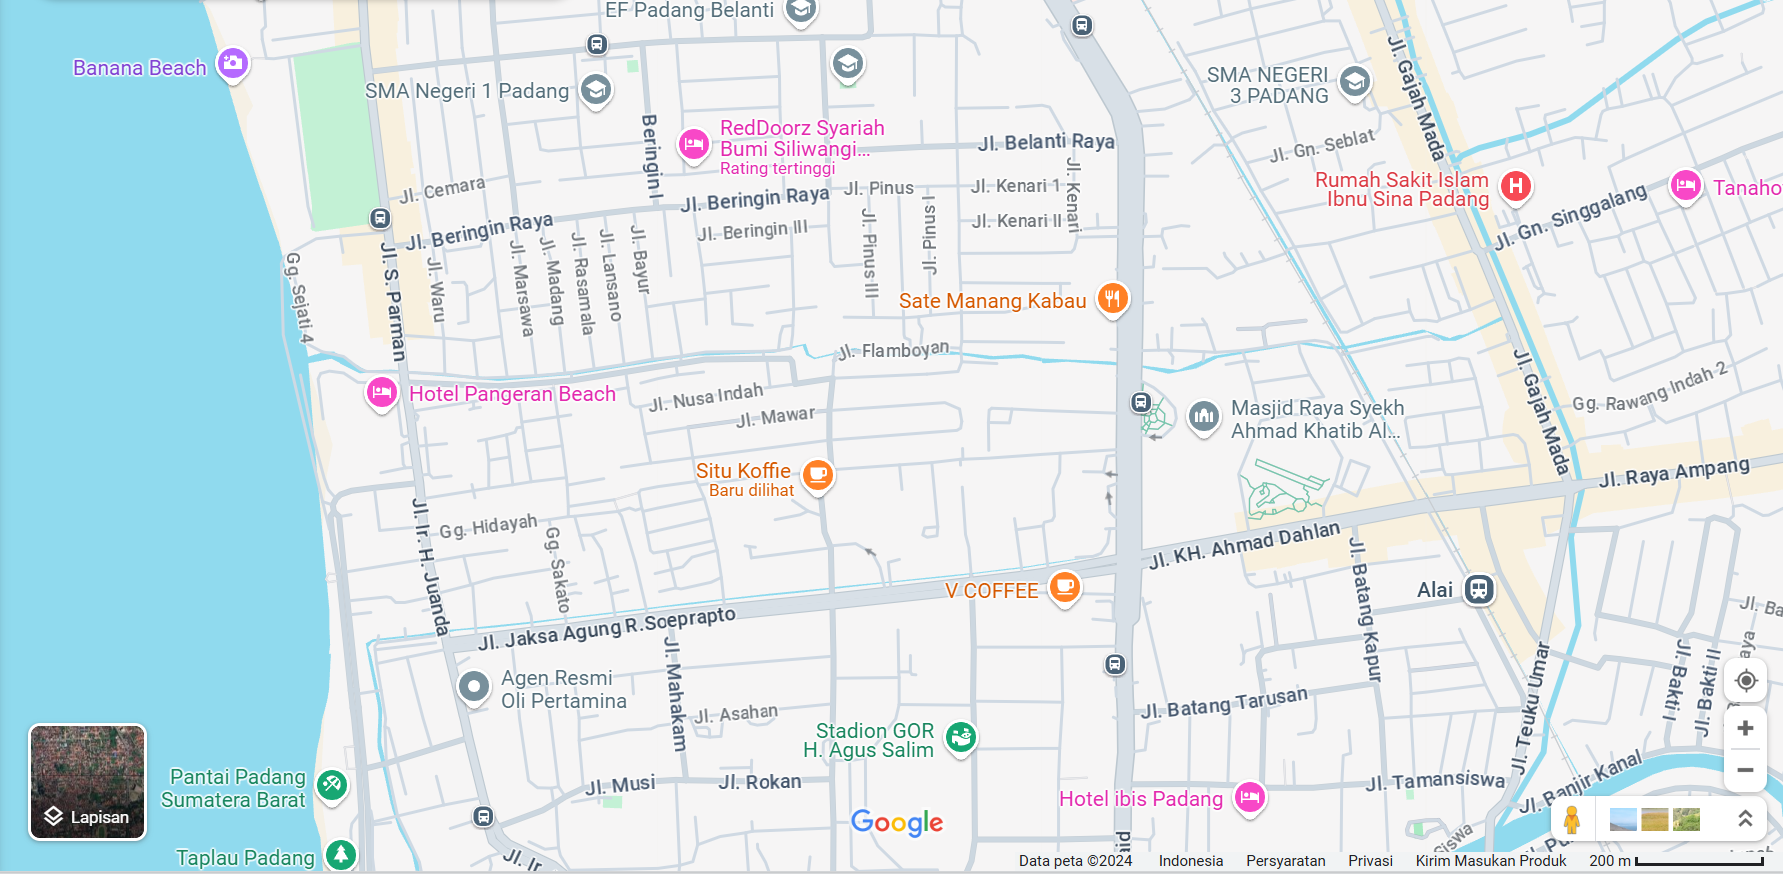 EF Padang Belanti
Banana Beach
SMA Negeri 1 Padang
SMA NEGERI
3 PADANG
Jl. Gajah Mada
Beringin I
RedDoorz Syariah
Bumi Siliwangi...
Rating tertinggi
Jl. Belanti Raya
Jl. Gn. Seblat
Jl. Cemara
Jl. Beringin Raya
Jl. Pinus
Jl. Kenari 1
Jl. Kenari
Rumah Sakit Islam
Ibnu Sina Padang
Tanaho
Jl. Beringin Raya
Jl. Beringin III
Jl. Kenari II
Jl. Gn. Singgalang
Jl. S. Parman
Jl. Waru
Jl. Marsawa
Jl. Madang
Jl. Rasamala
Jl. Lansano
Jl. Bayur
Jl. Pinus III
Jl. Pinus I
Gg. Sejati 4
Sate Manang Kabau
Jl. Flamboyan
Jl. Gajah Mada
Gg. Rawang Indah 2
Hotel Pangeran Beach
Jl. Nusa Indah
Jl. Mawar
Masjid Raya Syekh
Ahmad Khatib Al...
Situ Koffie
Baru dilihat
Jl. Raya Ampang
Jl. Ir. H. Juanda
Gg. Hidayah
Gg. Sakato
Jl. KH. Ahmad Dahlan
Jl. Batang Kapur
Alai
V COFFEE
Jl. Jaksa Agung R.Soeprapto
Jl. Ba
aya
Jl. Mahakam
Agen Resmi
Oli Pertamina
Jl. Asahan
Jl. Batang Tarusan
Jl. Teuku Umar
Jl. Bakti I
Jl. Bakti II
Stadion GOR
H. Agus Salim
Pantai Padang
Sumatera Barat
Jl. Musi
Jl. Rokan
Hotel ibis Padang
Jl. Tamansiswa
Jl. Banjir Kanal
Lapisan
Google
Siswa
Jl. Ir
Taplau Padang
Data peta ©2024
Indonesia
Persyaratan
Privasi
Kirim Masukan Produk
200 m